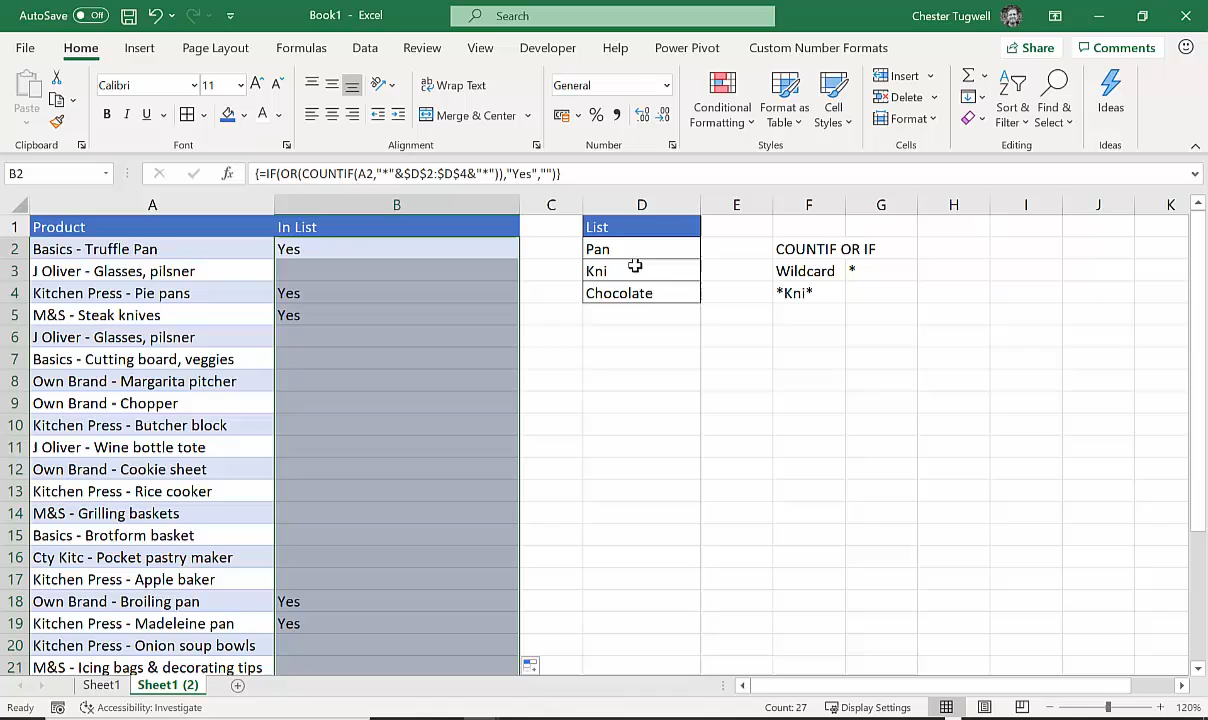 AutoSave Off Book1 - Excel Search Chester Tugwell
File Home Insert Page Layout Formulas Data Review View Developer Help Power Pivot Custom Number Formats Share Comments
Paste Calibri 11 A A Wrap Text General Conditional Formatting Format as Table Cell Styles Insert Delete Format Sort & Filter Find & Select Ideas
B I U A Merge & Center % ,
Clipboard Font Alignment Number Styles Cells Editing Ideas
B2 fx {=IF(OR(COUNTIF(A2,"*"&$D$2:$D$4&"*")),"Yes","")}
A B C D E F G H I J K
1 Product In List List
2 Basics - Truffle Pan Yes Pan COUNTIF OR IF
3 J Oliver - Glasses, pilsner Kni Wildcard *
4 Kitchen Press - Pie pans Yes Chocolate *Kni*
5 M&S - Steak knives Yes
6 J Oliver - Glasses, pilsner
7 Basics - Cutting board, veggies
8 Own Brand - Margarita pitcher
9 Own Brand - Chopper
10 Kitchen Press - Butcher block
11 J Oliver - Wine bottle tote
12 Own Brand - Cookie sheet
13 Kitchen Press - Rice cooker
14 M&S - Grilling baskets
15 Basics - Brotform basket
16 Cty Kitc - Pocket pastry maker
17 Kitchen Press - Apple baker
18 Own Brand - Broiling pan Yes
19 Kitchen Press - Madeleine pan Yes
20 Kitchen Press - Onion soup bowls
21 M&S - Icing bags & decorating tips
Sheet1 Sheet1 (2)
Ready Accessibility: Investigate Count: 27 Display Settings 120%